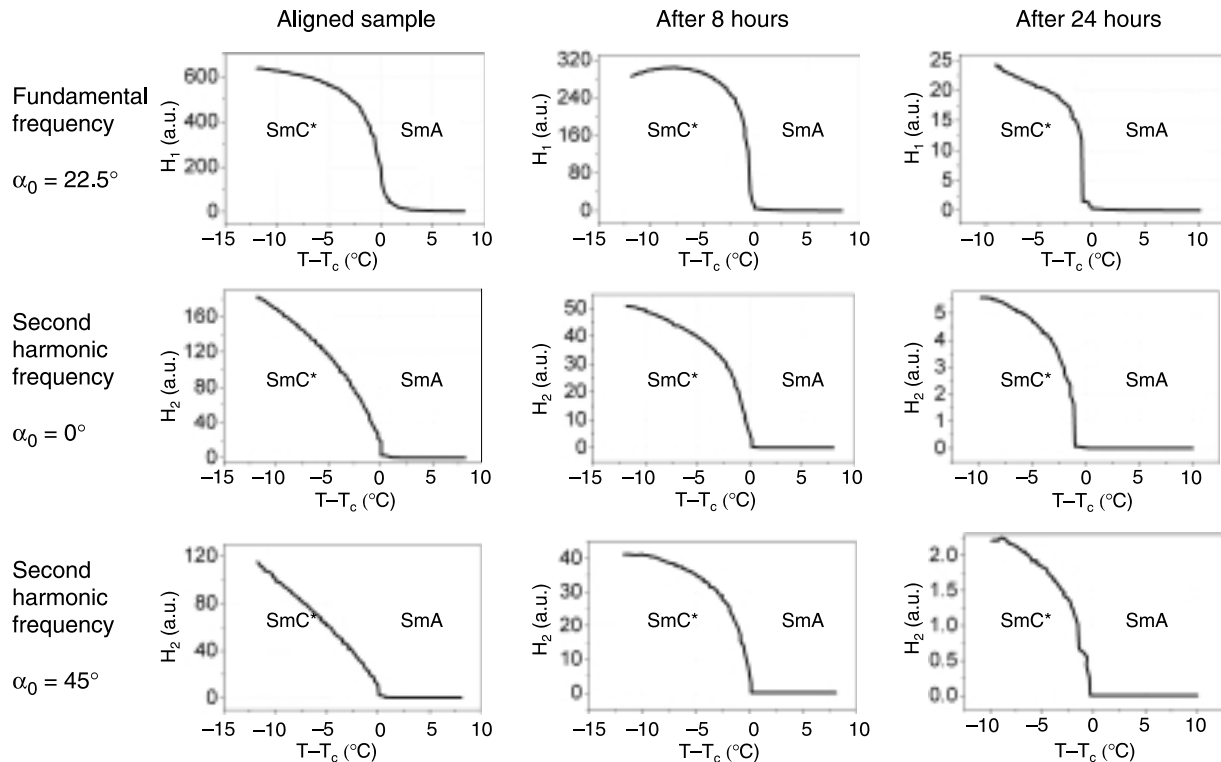 Aligned sample
After 8 hours
After 24 hours
Fundamental
frequency
α₀ = 22.5°
H₁ (a.u.)
600
400
200
0
SmC*
SmA
−15 −10 −5 0 5 10
T−Tc (°C)
H₁ (a.u.)
320
240
160
80
0
SmC*
SmA
−15 −10 −5 0 5 10
T−Tc (°C)
H₁ (a.u.)
25
20
15
10
5
0
SmC*
SmA
−10 −5 0 5 10
T−Tc (°C)
Second
harmonic
frequency
α₀ = 0°
H₂ (a.u.)
160
120
80
40
0
SmC*
SmA
−15 −10 −5 0 5 10
T−Tc (°C)
H₂ (a.u.)
50
40
30
20
10
0
SmC*
SmA
−15 −10 −5 0 5 10
T−Tc (°C)
H₂ (a.u.)
5
4
3
2
1
0
SmC*
SmA
−10 −5 0 5 10
T−Tc (°C)
Second
harmonic
frequency
α₀ = 45°
H₂ (a.u.)
120
80
40
0
SmC*
SmA
−15 −10 −5 0 5 10
T−Tc (°C)
H₂ (a.u.)
40
30
20
10
0
SmC*
SmA
−15 −10 −5 0 5 10
T−Tc (°C)
H₂ (a.u.)
2.0
1.5
1.0
0.5
0.0
SmC*
SmA
−10 −5 0 5 10
T−Tc (°C)